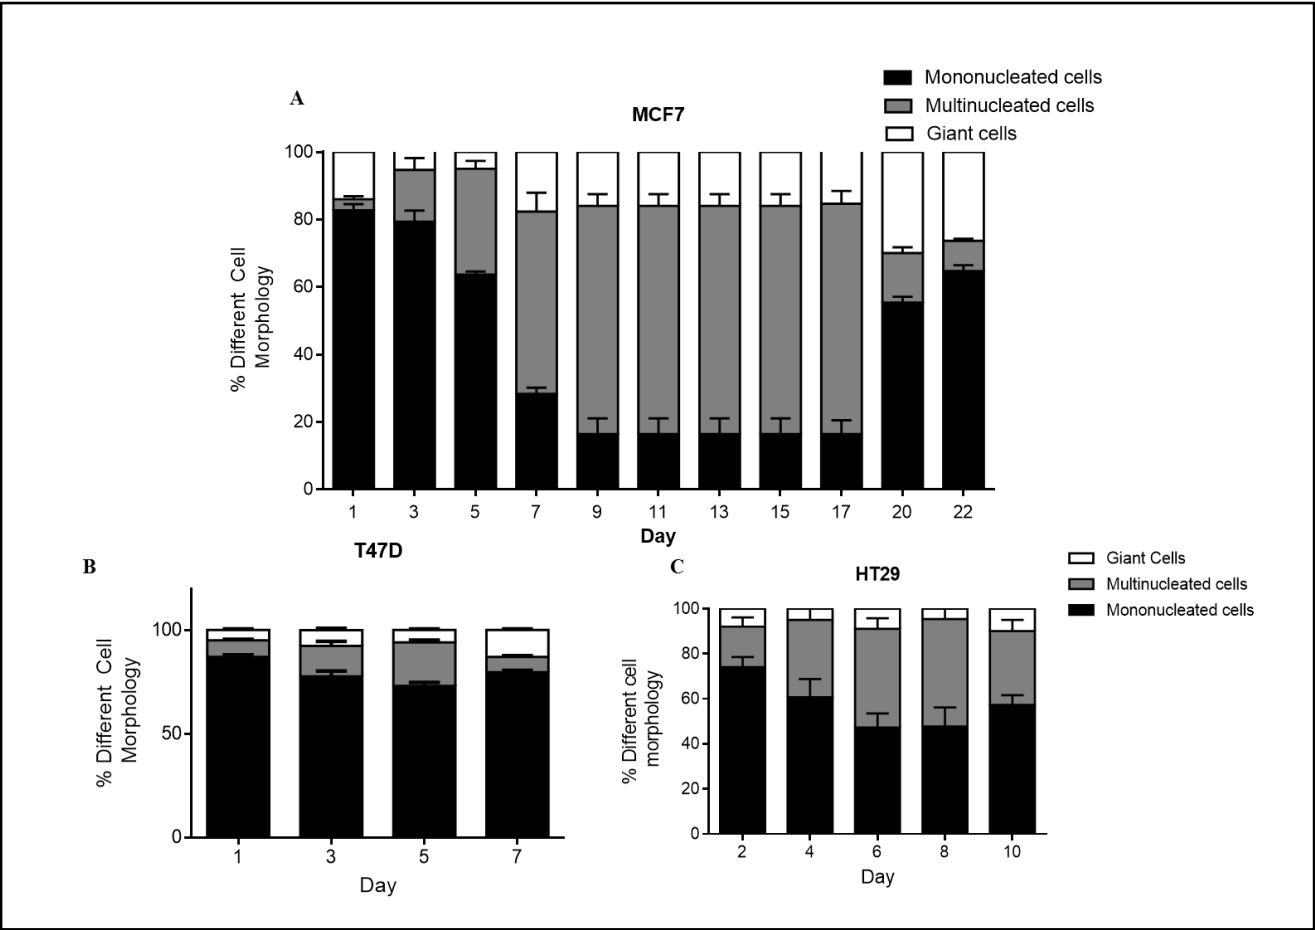 A
MCF7
Mononucleated cells
Multinucleated cells
Giant cells
% Different Cell
Morphology
100
80
60
40
20
0
1 3 5 7 9 11 13 15 17 20 22
Day
B
T47D
% Different Cell
Morphology
100
50
0
1 3 5 7
Day
C
HT29
Giant Cells
Multinucleated cells
Mononucleated cells
% Different cell
morphology
100
80
60
40
20
0
2 4 6 8 10
Day